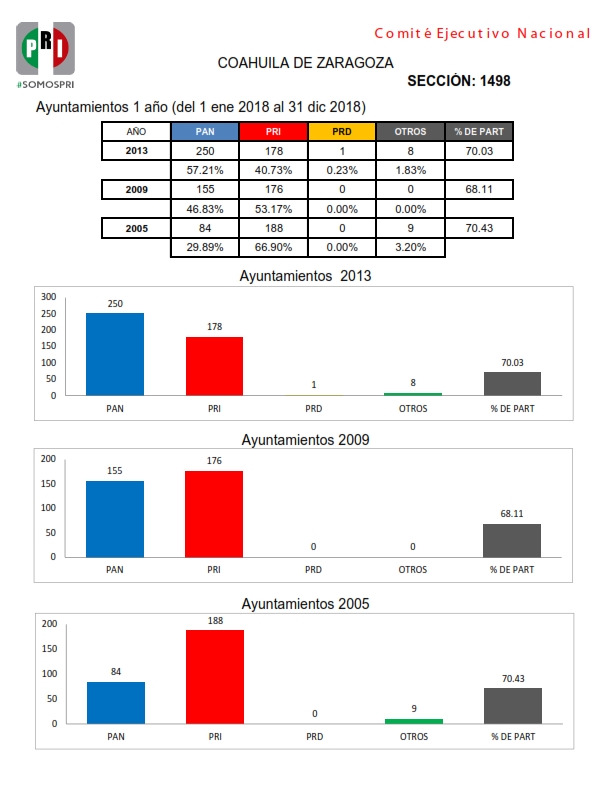 PRI
#SOMOSPRI
Comité Ejecutivo Nacional
COAHUILA DE ZARAGOZA
SECCIÓN: 1498
Ayuntamientos 1 año (del 1 ene 2018 al 31 dic 2018)
AÑO PAN PRI PRD OTROS % DE PART
2013 250 178 1 8 70.03
57.21% 40.73% 0.23% 1.83%
2009 155 176 0 0 68.11
46.83% 53.17% 0.00% 0.00%
2005 84 188 0 9 70.43
29.89% 66.90% 0.00% 3.20%
Ayuntamientos 2013
300
250
200
150
100
50
0
250
178
1
8
70.03
PAN PRI PRD OTROS % DE PART
Ayuntamientos 2009
200
150
100
50
0
155
176
0
0
68.11
PAN PRI PRD OTROS % DE PART
Ayuntamientos 2005
200
150
100
50
0
84
188
0
9
70.43
PAN PRI PRD OTROS % DE PART